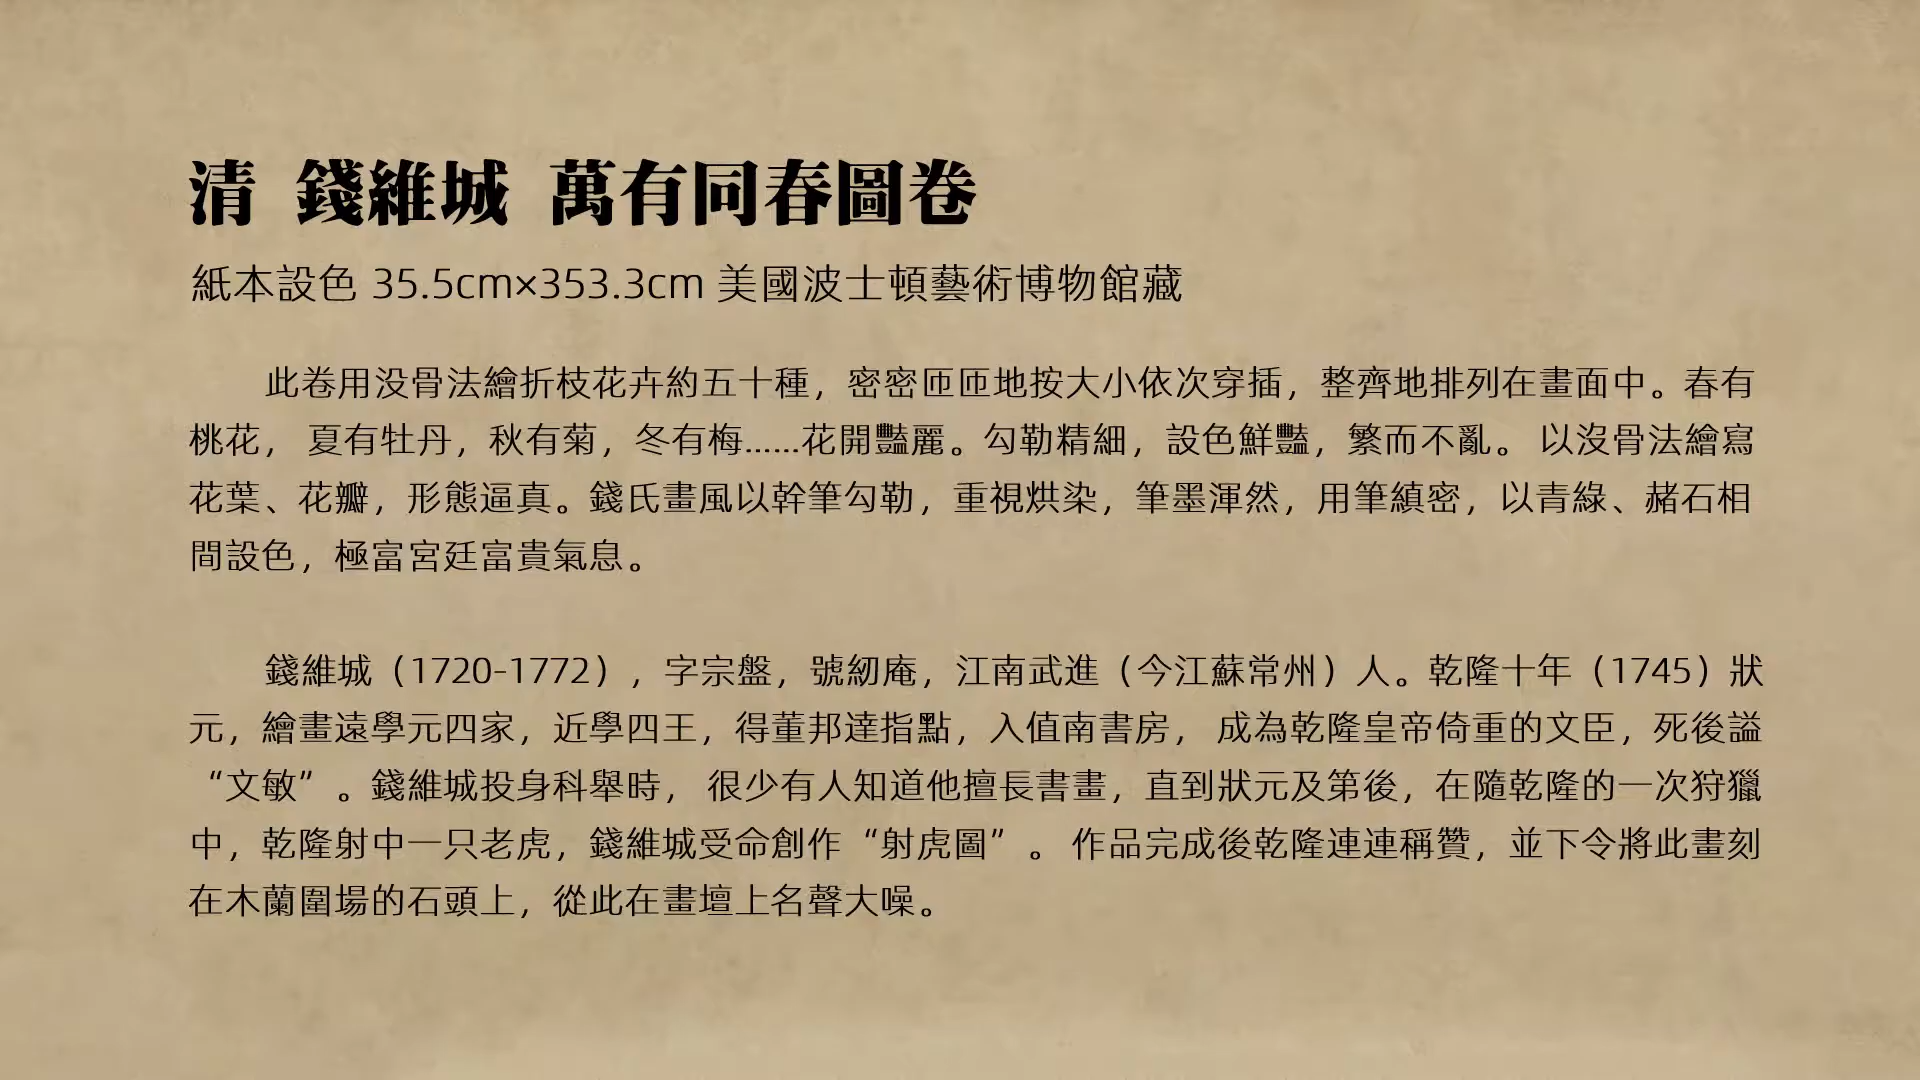 清 錢維城 萬有同春圖卷
紙本設色 35.5cm×353.3cm 美國波士頓藝術博物館藏
此卷用没骨法繪折枝花卉約五十種，密密匝匝地按大小依次穿插，整齊地排列在畫面中。春有
桃花， 夏有牡丹，秋有菊，冬有梅……花開豔麗。勾勒精細，設色鮮豔，繁而不亂。 以沒骨法繪寫
花葉、花瓣，形態逼真。錢氏畫風以幹筆勾勒，重視烘染，筆墨渾然，用筆縝密，以青綠、赭石相
間設色，極富宮廷富貴氣息。
錢維城（1720-1772），字宗盤，號紉庵，江南武進（今江蘇常州）人。乾隆十年（1745）狀
元，繪畫遠學元四家，近學四王，得董邦達指點，入值南書房， 成為乾隆皇帝倚重的文臣，死後謚
“文敏”。錢維城投身科舉時， 很少有人知道他擅長書畫，直到狀元及第後，在隨乾隆的一次狩獵
中，乾隆射中一只老虎，錢維城受命創作“射虎圖”。 作品完成後乾隆連連稱贊，並下令將此畫刻
在木蘭圍場的石頭上，從此在畫壇上名聲大噪。